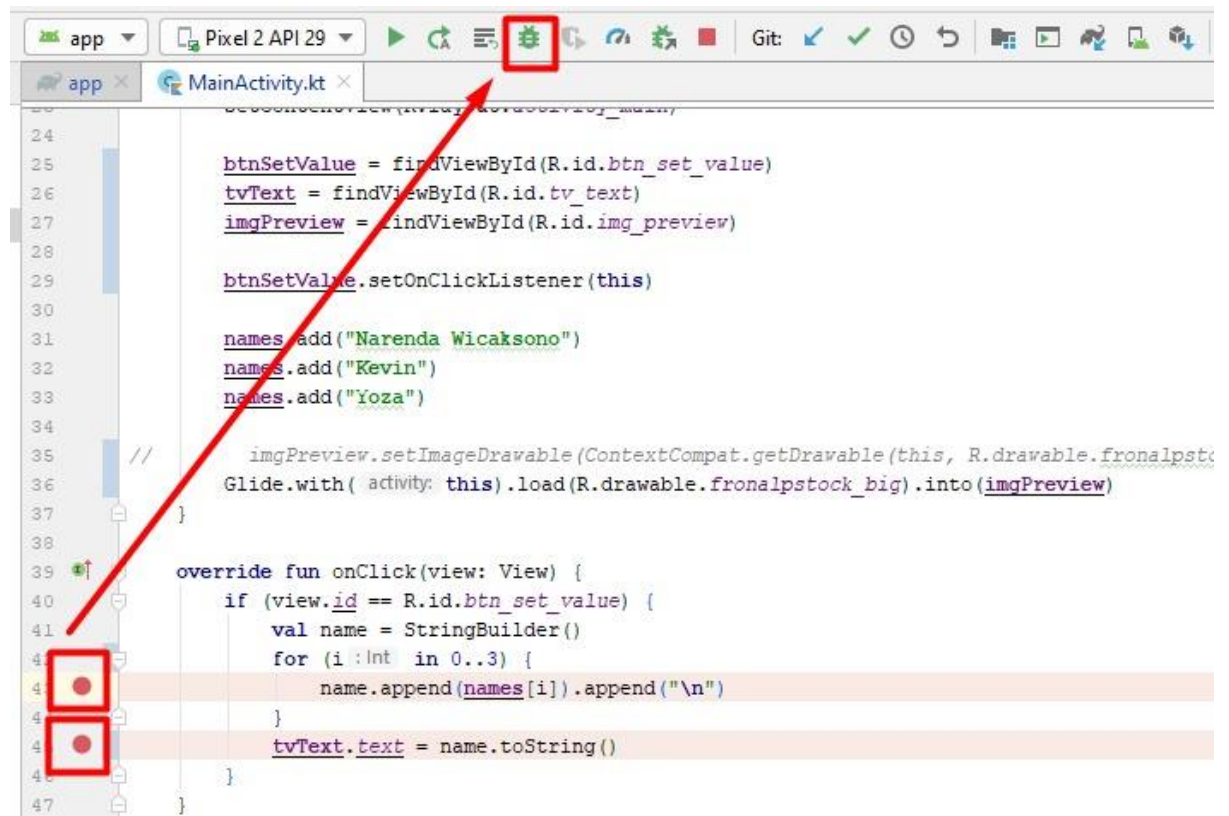 app Pixel 2 API 29 Git:
app MainActivity.kt
24
25 btnSetValue = findViewById(R.id.btn_set_value)
26 tvText = findViewById(R.id.tv_text)
27 imgPreview = findViewById(R.id.img_preview)
28
29 btnSetValue.setOnClickListener(this)
30
31 names.add("Narenda Wicaksono")
32 names.add("Kevin")
33 names.add("Yoza")
34
35 // imgPreview.setImageDrawable(ContextCompat.getDrawable(this, R.drawable.fronalpsto
36 Glide.with( activity: this).load(R.drawable.fronalpstock_big).into(imgPreview)
37 }
38
39 override fun onClick(view: View) {
40 if (view.id == R.id.btn_set_value) {
41 val name = StringBuilder()
for (i : Int in 0..3) {
name.append(names[i]).append("\n")
}
tvText.text = name.toString()
}
47 }